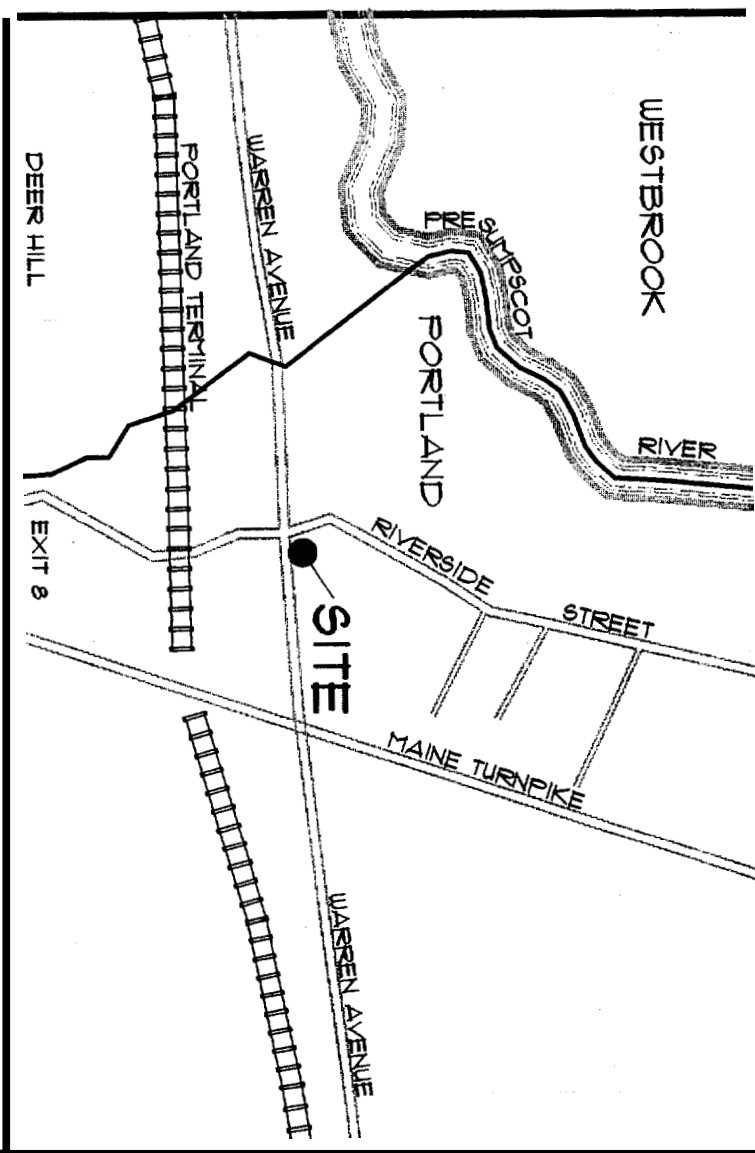 WESTBROOK
PRESUMPSCOT
RIVER
PORTLAND
WARREN AVENUE
PORTLAND TERMINAL
DEER HILL
EXIT 8
RIVERSIDE
STREET
SITE
MAINE TURNPIKE
WARREN AVENUE